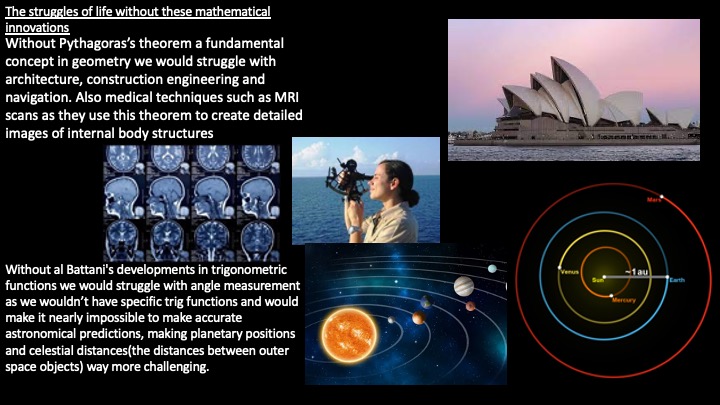 The struggles of life without these mathematical
innovations
Without Pythagoras’s theorem a fundamental
concept in geometry we would struggle with
architecture, construction engineering and
navigation. Also medical techniques such as MRI
scans as they use this theorem to create detailed
images of internal body structures
Without al Battani's developments in trigonometric
functions we would struggle with angle measurement
as we wouldn’t have specific trig functions and would
make it nearly impossible to make accurate
astronomical predictions, making planetary positions
and celestial distances(the distances between outer
space objects) way more challenging.
Mars
Venus
Sun
~1au
Earth
Mercury